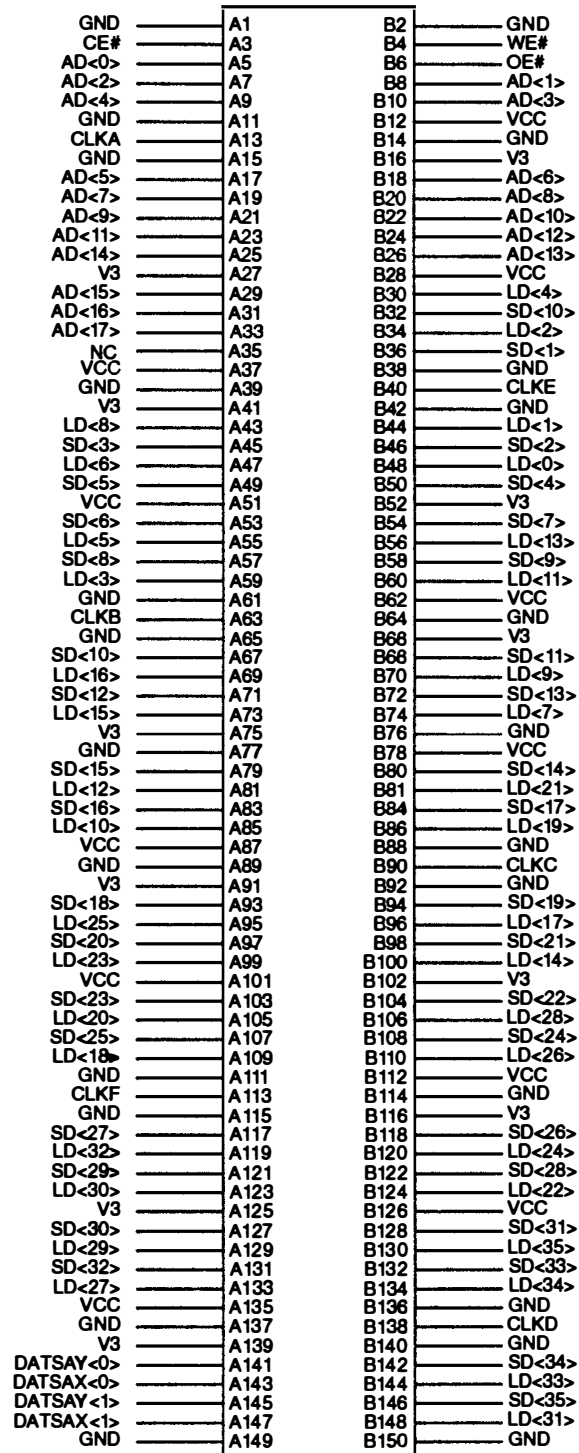 GND A1 B2 GND
CE# A3 B4 WE#
AD<0> A5 B6 OE#
AD<2> A7 B8 AD<1>
AD<4> A9 B10 AD<3>
GND A11 B12 VCC
CLKA A13 B14 GND
GND A15 B16 V3
AD<5> A17 B18 AD<6>
AD<7> A19 B20 AD<8>
AD<9> A21 B22 AD<10>
AD<11> A23 B24 AD<12>
AD<14> A25 B26 AD<13>
V3 A27 B28 VCC
AD<15> A29 B30 LD<4>
AD<16> A31 B32 SD<10>
AD<17> A33 B34 LD<2>
NC A35 B36 SD<1>
VCC A37 B38 GND
GND A39 B40 CLKE
V3 A41 B42 GND
LD<8> A43 B44 LD<1>
SD<3> A45 B46 SD<2>
LD<6> A47 B48 LD<0>
SD<5> A49 B50 SD<4>
VCC A51 B52 V3
SD<6> A53 B54 SD<7>
LD<5> A55 B56 LD<13>
SD<8> A57 B58 SD<9>
LD<3> A59 B60 LD<11>
GND A61 B62 VCC
CLKB A63 B64 GND
GND A65 B68 V3
SD<10> A67 B68 SD<11>
LD<16> A69 B70 LD<9>
SD<12> A71 B72 SD<13>
LD<15> A73 B74 LD<7>
V3 A75 B76 GND
GND A77 B78 VCC
SD<15> A79 B80 SD<14>
LD<12> A81 B81 LD<21>
SD<16> A83 B84 SD<17>
LD<10> A85 B86 LD<19>
VCC A87 B88 GND
GND A89 B90 CLKC
V3 A91 B92 GND
SD<18> A93 B94 SD<19>
LD<25> A95 B96 LD<17>
SD<20> A97 B98 SD<21>
LD<23> A99 B100 LD<14>
VCC A101 B102 V3
SD<23> A103 B104 SD<22>
LD<20> A105 B106 LD<28>
SD<25> A107 B108 SD<24>
LD<18> A109 B110 LD<26>
GND A111 B112 VCC
CLKF A113 B114 GND
GND A115 B116 V3
SD<27> A117 B118 SD<26>
LD<32> A119 B120 LD<24>
SD<29> A121 B122 SD<28>
LD<30> A123 B124 LD<22>
V3 A125 B126 VCC
SD<30> A127 B128 SD<31>
LD<29> A129 B130 LD<35>
SD<32> A131 B132 SD<33>
LD<27> A133 B134 LD<34>
VCC A135 B136 GND
GND A137 B138 CLKD
V3 A139 B140 GND
DATSAY<0> A141 B142 SD<34>
DATSAX<0> A143 B144 LD<33>
DATSAY<1> A145 B146 SD<35>
DATSAX<1> A147 B148 LD<31>
GND A149 B150 GND